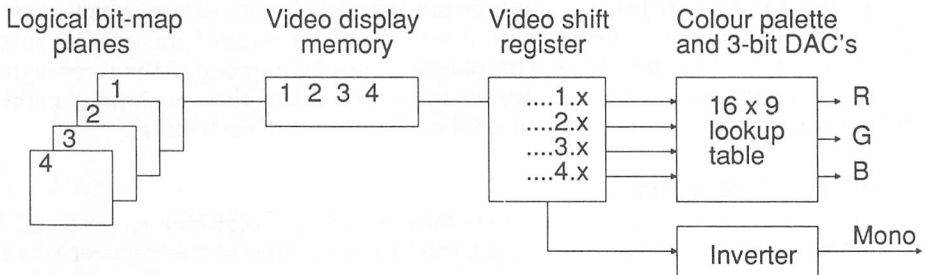 Logical bit-map
planes
Video display
memory
Video shift
register
Colour palette
and 3-bit DAC's
1
2
3
4
1 2 3 4
....1.x
....2.x
....3.x
....4.x
16 x 9
lookup
table
R
G
B
Inverter
Mono